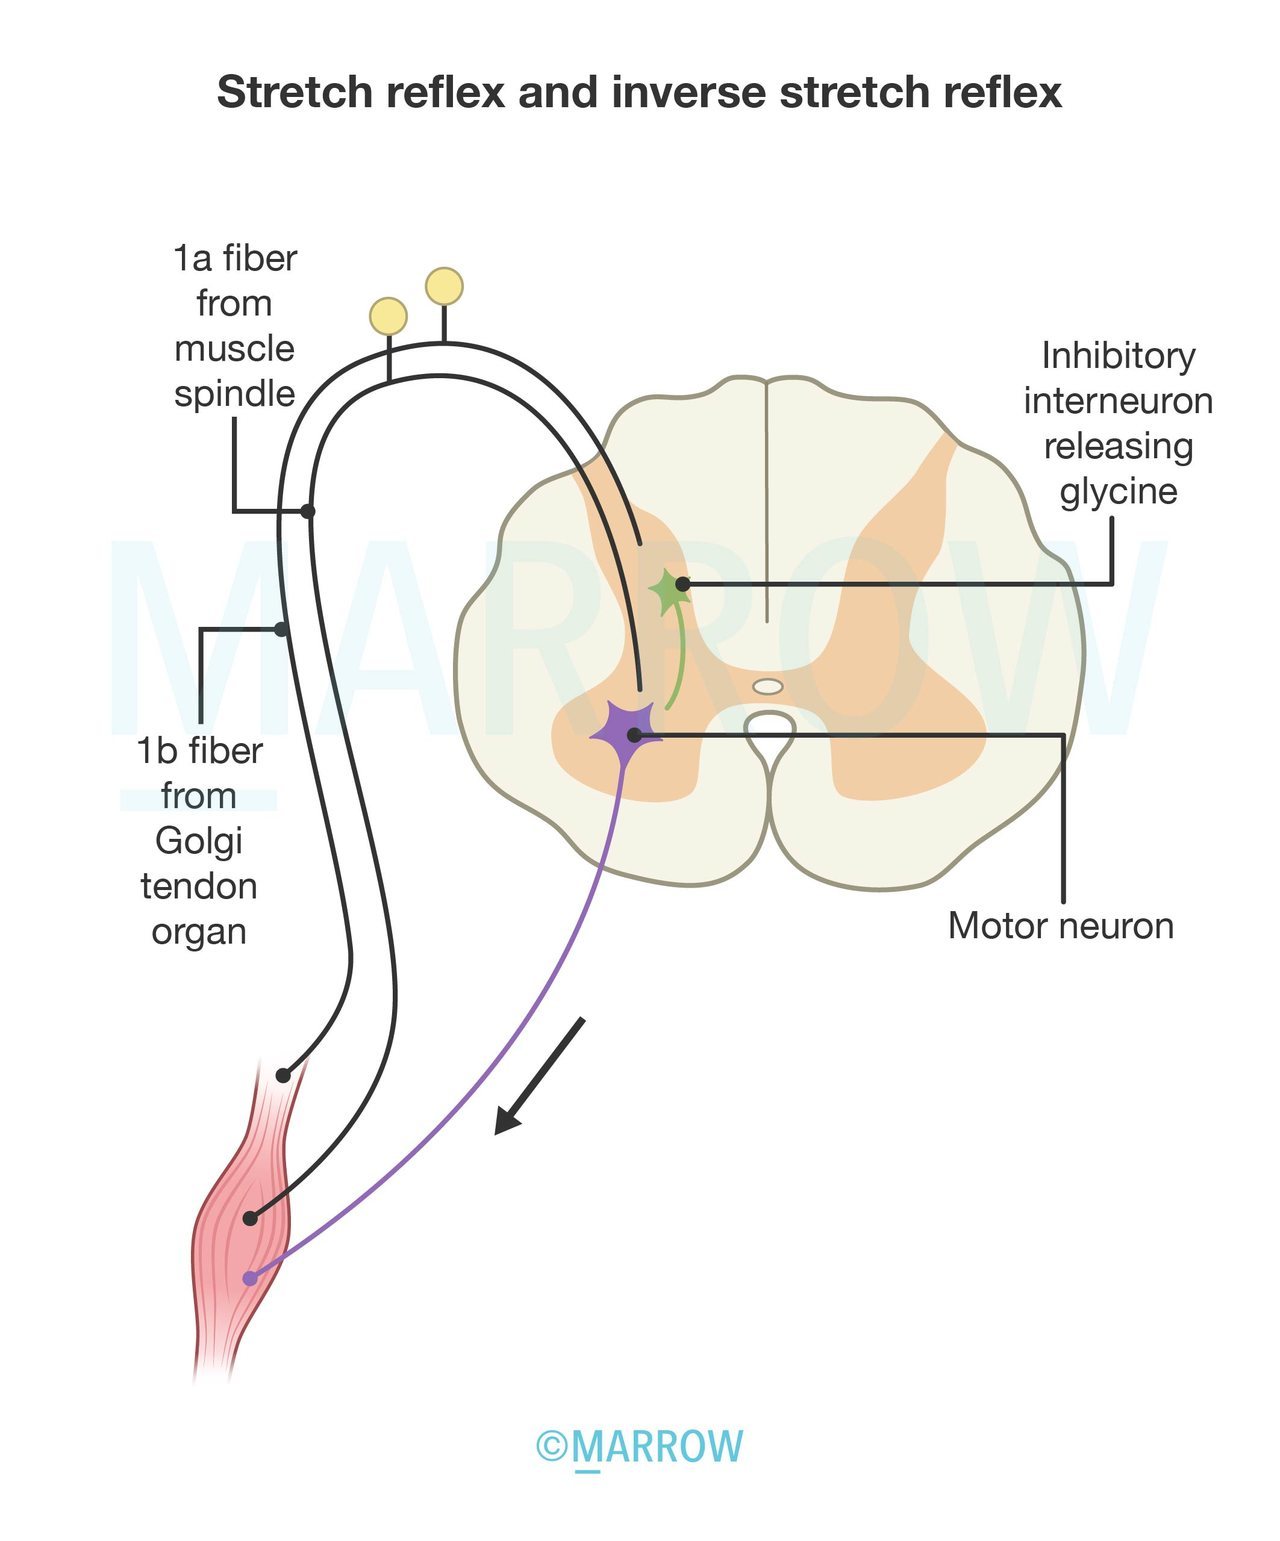 Stretch reflex and inverse stretch reflex
1a fiber
from
muscle
spindle
Inhibitory
interneuron
releasing
glycine
MARROW
1b fiber
from
Golgi
tendon
organ
Motor neuron
©MARROW